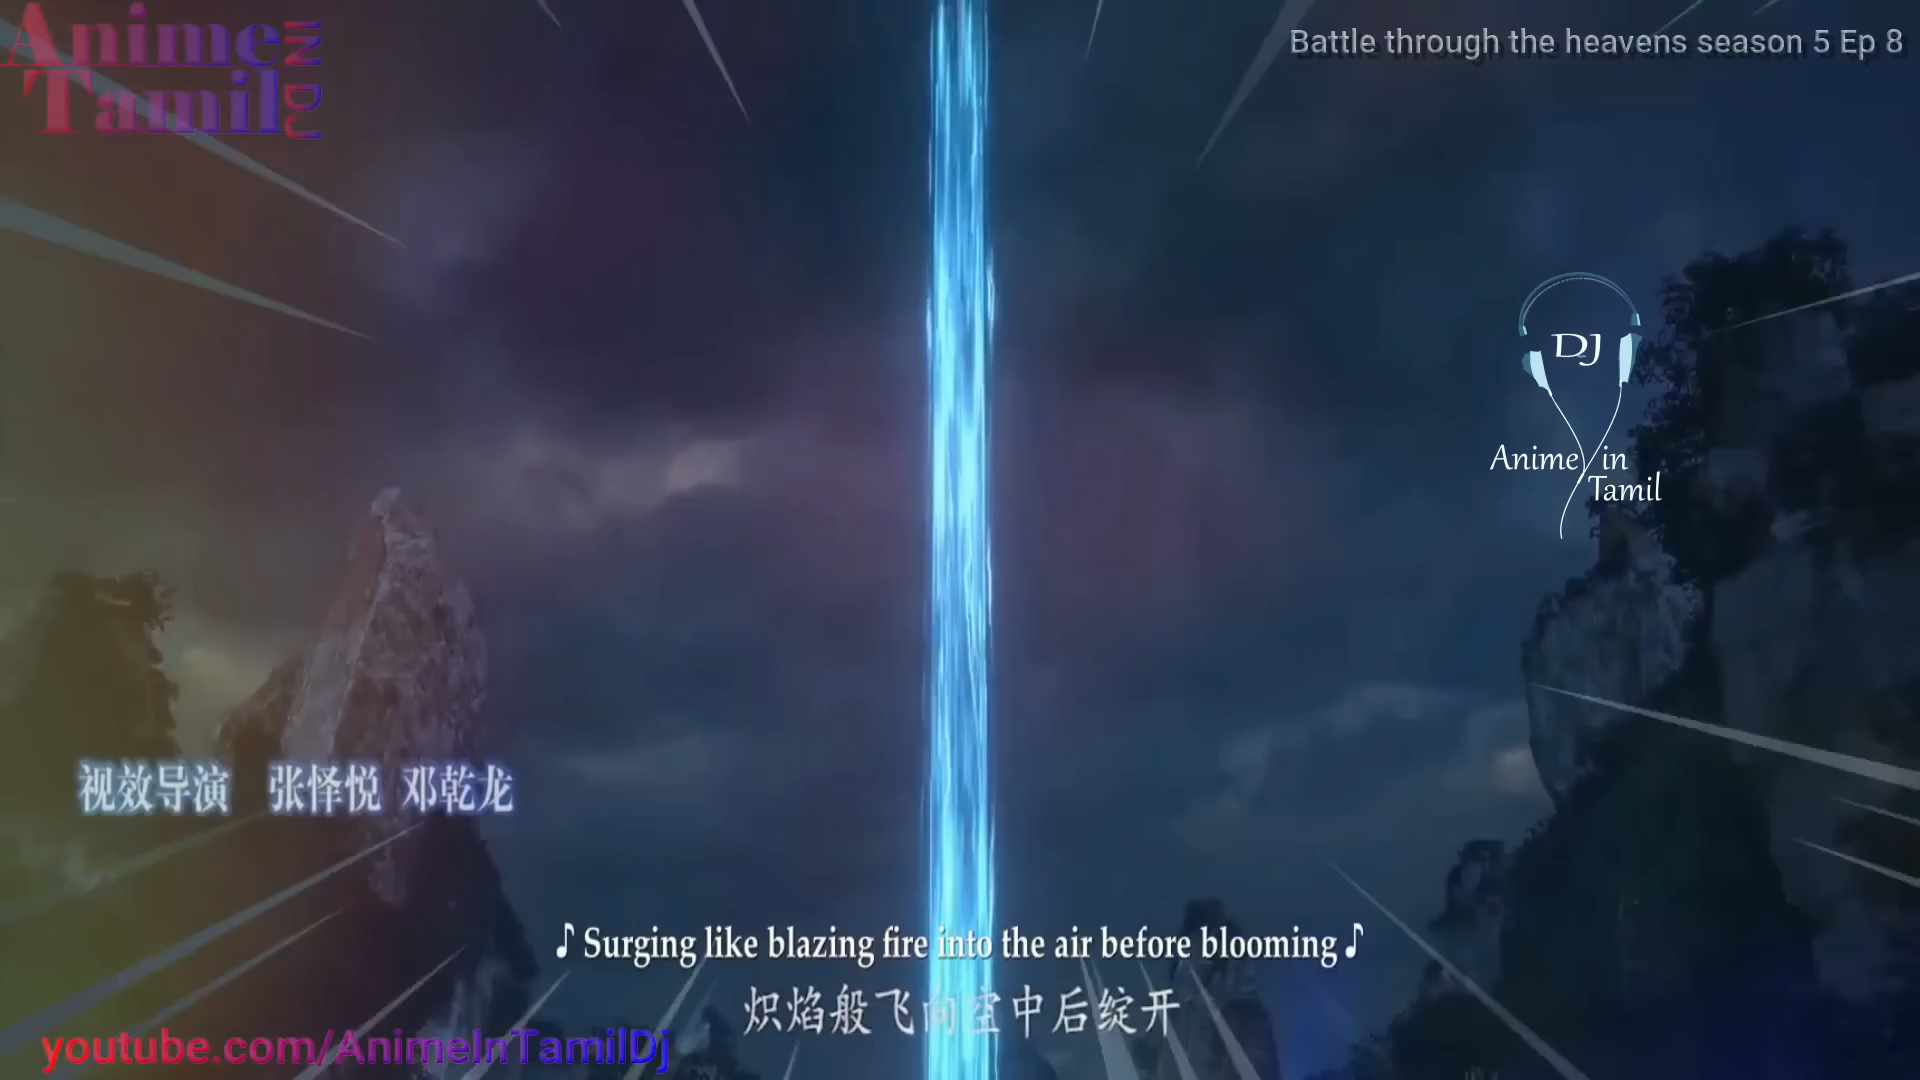 Anime IN DJ
Tamil
Battle through the heavens season 5 Ep 8
DJ
Anime in
Tamil
视效导演 张怿悦 邓乾龙
♪ Surging like blazing fire into the air before blooming ♪
炽焰般飞向空中后绽开
youtube.com/AnimeInTamilDj